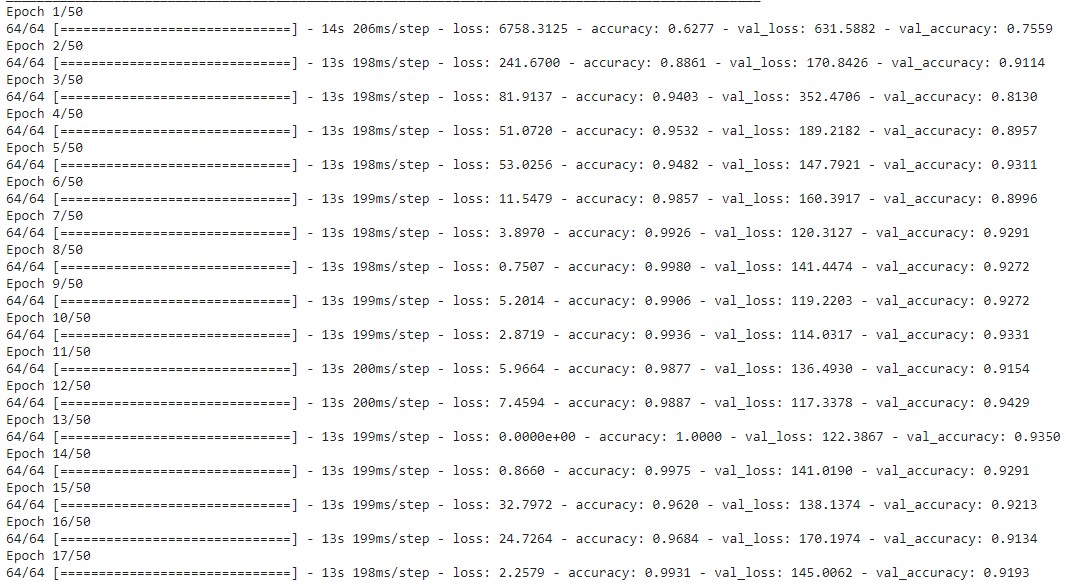 Epoch 1/50
64/64 [==============================] - 14s 206ms/step - loss: 6758.3125 - accuracy: 0.6277 - val_loss: 631.5882 - val_accuracy: 0.7559
Epoch 2/50
64/64 [==============================] - 13s 198ms/step - loss: 241.6700 - accuracy: 0.8861 - val_loss: 170.8426 - val_accuracy: 0.9114
Epoch 3/50
64/64 [==============================] - 13s 198ms/step - loss: 81.9137 - accuracy: 0.9403 - val_loss: 352.4706 - val_accuracy: 0.8130
Epoch 4/50
64/64 [==============================] - 13s 198ms/step - loss: 51.0720 - accuracy: 0.9532 - val_loss: 189.2182 - val_accuracy: 0.8957
Epoch 5/50
64/64 [==============================] - 13s 198ms/step - loss: 53.0256 - accuracy: 0.9482 - val_loss: 147.7921 - val_accuracy: 0.9311
Epoch 6/50
64/64 [==============================] - 13s 199ms/step - loss: 11.5479 - accuracy: 0.9857 - val_loss: 160.3917 - val_accuracy: 0.8996
Epoch 7/50
64/64 [==============================] - 13s 198ms/step - loss: 3.8970 - accuracy: 0.9926 - val_loss: 120.3127 - val_accuracy: 0.9291
Epoch 8/50
64/64 [==============================] - 13s 198ms/step - loss: 0.7507 - accuracy: 0.9980 - val_loss: 141.4474 - val_accuracy: 0.9272
Epoch 9/50
64/64 [==============================] - 13s 199ms/step - loss: 5.2014 - accuracy: 0.9906 - val_loss: 119.2203 - val_accuracy: 0.9272
Epoch 10/50
64/64 [==============================] - 13s 199ms/step - loss: 2.8719 - accuracy: 0.9936 - val_loss: 114.0317 - val_accuracy: 0.9331
Epoch 11/50
64/64 [==============================] - 13s 200ms/step - loss: 5.9664 - accuracy: 0.9877 - val_loss: 136.4930 - val_accuracy: 0.9154
Epoch 12/50
64/64 [==============================] - 13s 200ms/step - loss: 7.4594 - accuracy: 0.9887 - val_loss: 117.3378 - val_accuracy: 0.9429
Epoch 13/50
64/64 [==============================] - 13s 199ms/step - loss: 0.0000e+00 - accuracy: 1.0000 - val_loss: 122.3867 - val_accuracy: 0.9350
Epoch 14/50
64/64 [==============================] - 13s 199ms/step - loss: 0.8660 - accuracy: 0.9975 - val_loss: 141.0190 - val_accuracy: 0.9291
Epoch 15/50
64/64 [==============================] - 13s 199ms/step - loss: 32.7972 - accuracy: 0.9620 - val_loss: 138.1374 - val_accuracy: 0.9213
Epoch 16/50
64/64 [==============================] - 13s 199ms/step - loss: 24.7264 - accuracy: 0.9684 - val_loss: 170.1974 - val_accuracy: 0.9134
Epoch 17/50
64/64 [==============================] - 13s 198ms/step - loss: 2.2579 - accuracy: 0.9931 - val_loss: 145.0062 - val_accuracy: 0.9193